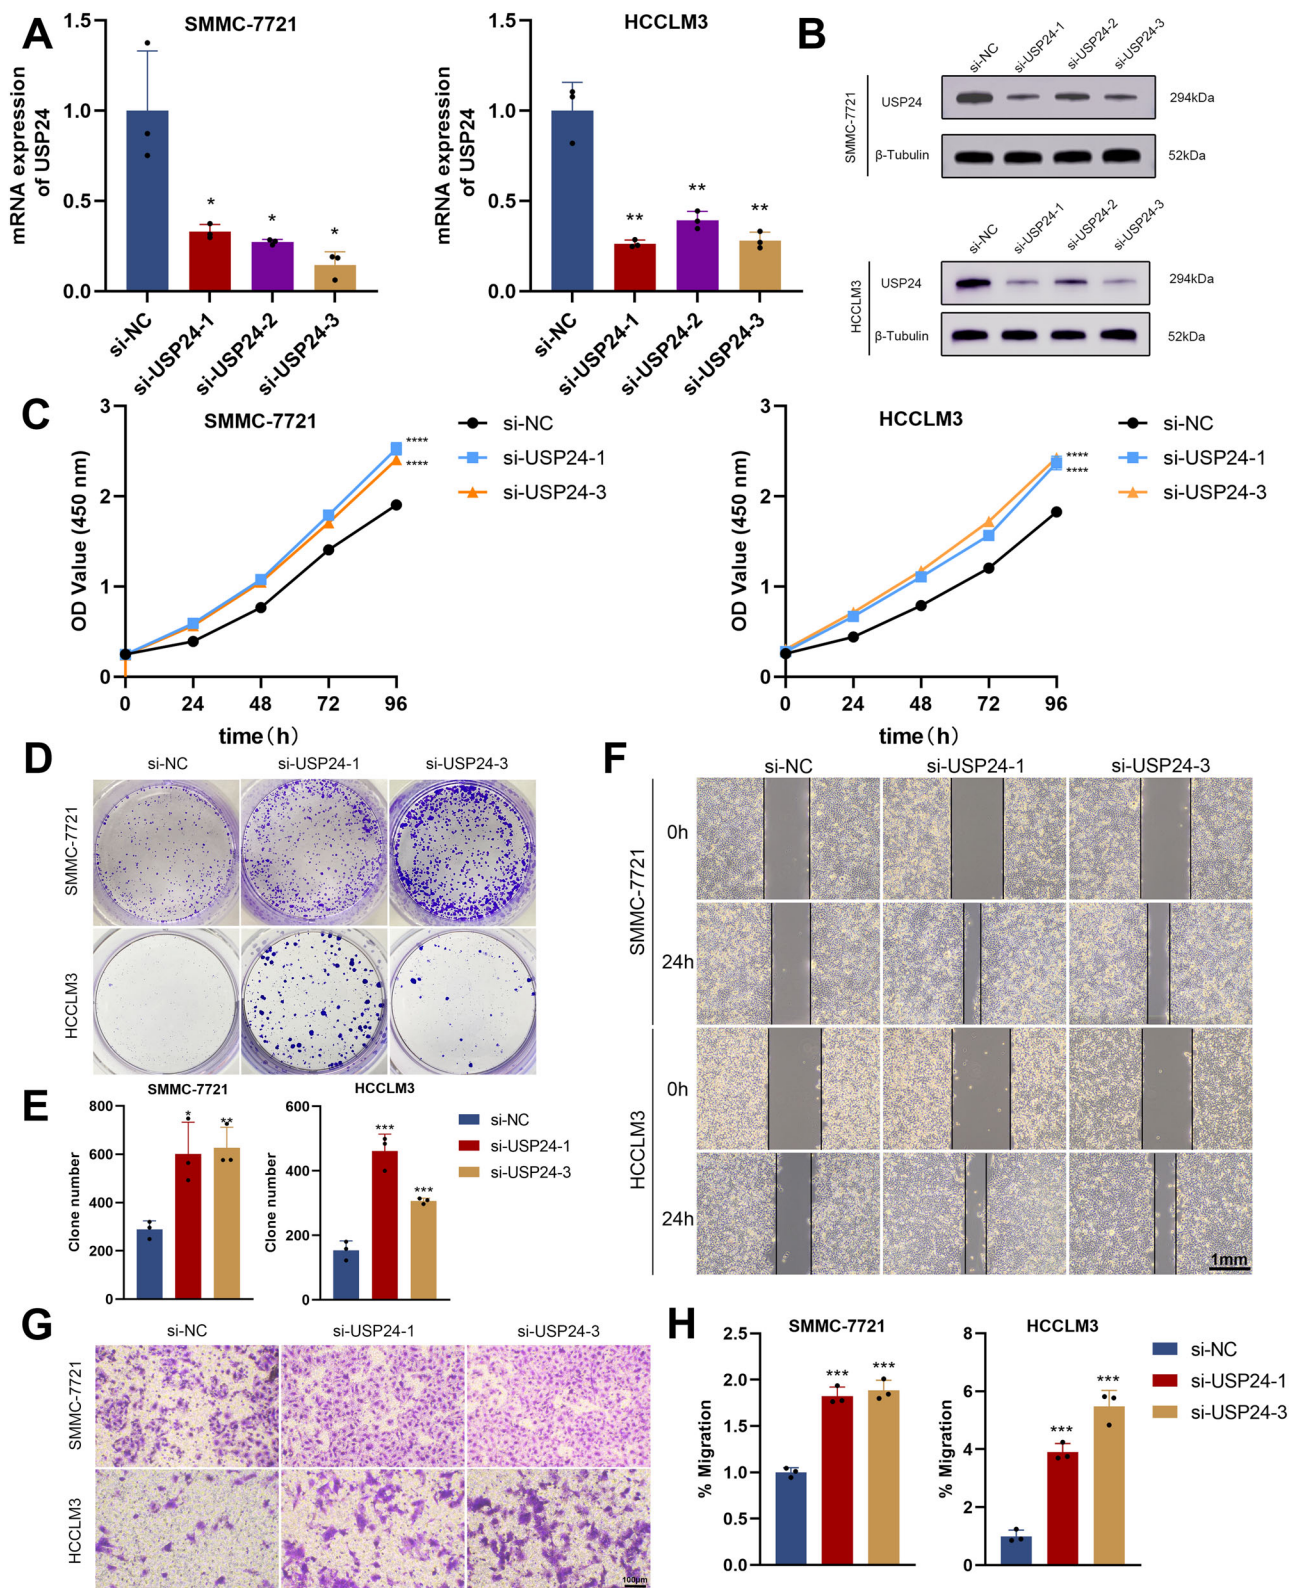 A
SMMC-7721
mRNA expression
of USP24
1.5
1.0
0.5
0.0
*
*
*
si-NC
si-USP24-1
si-USP24-2
si-USP24-3
HCCLM3
mRNA expression
of USP24
1.5
1.0
0.5
0.0
**
**
**
si-NC
si-USP24-1
si-USP24-2
si-USP24-3
B
si-NC
si-USP24-1
si-USP24-2
si-USP24-3
SMMC-7721
USP24
294kDa
β-Tubulin
52kDa
si-NC
si-USP24-1
si-USP24-2
si-USP24-3
HCCLM3
USP24
294kDa
β-Tubulin
52kDa
C
SMMC-7721
OD Value (450 nm)
3
2
1
0
0 24 48 72 96
time(h)
****
****
si-NC
si-USP24-1
si-USP24-3
HCCLM3
OD Value (450 nm)
3
2
1
0
0 24 48 72 96
time(h)
****
****
si-NC
si-USP24-1
si-USP24-3
D
si-NC si-USP24-1 si-USP24-3
SMMC-7721
HCCLM3
E
SMMC-7721
Clone number
800
600
400
200
0
*
**
HCCLM3
Clone number
600
400
200
0
***
***
si-NC
si-USP24-1
si-USP24-3
F
si-NC si-USP24-1 si-USP24-3
SMMC-7721
0h
24h
HCCLM3
0h
24h
1mm
G
si-NC si-USP24-1 si-USP24-3
SMMC-7721
HCCLM3
100μm
H
SMMC-7721
% Migration
2.5
2.0
1.5
1.0
0.5
0.0
***
***
HCCLM3
% Migration
8
6
4
2
0
***
***
si-NC
si-USP24-1
si-USP24-3